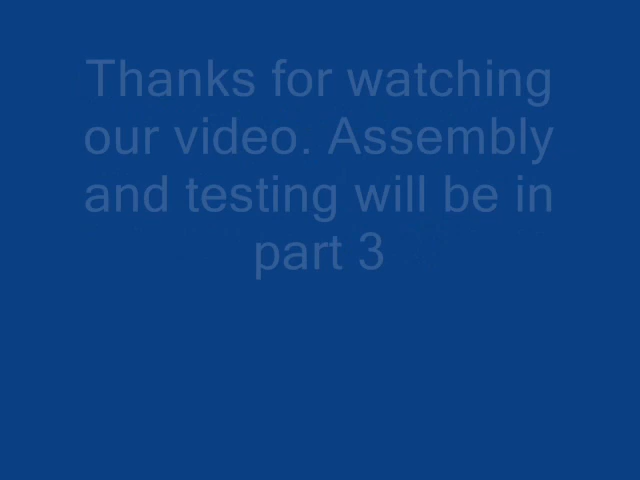 Thanks for watching
our video. Assembly
and testing will be in
part 3